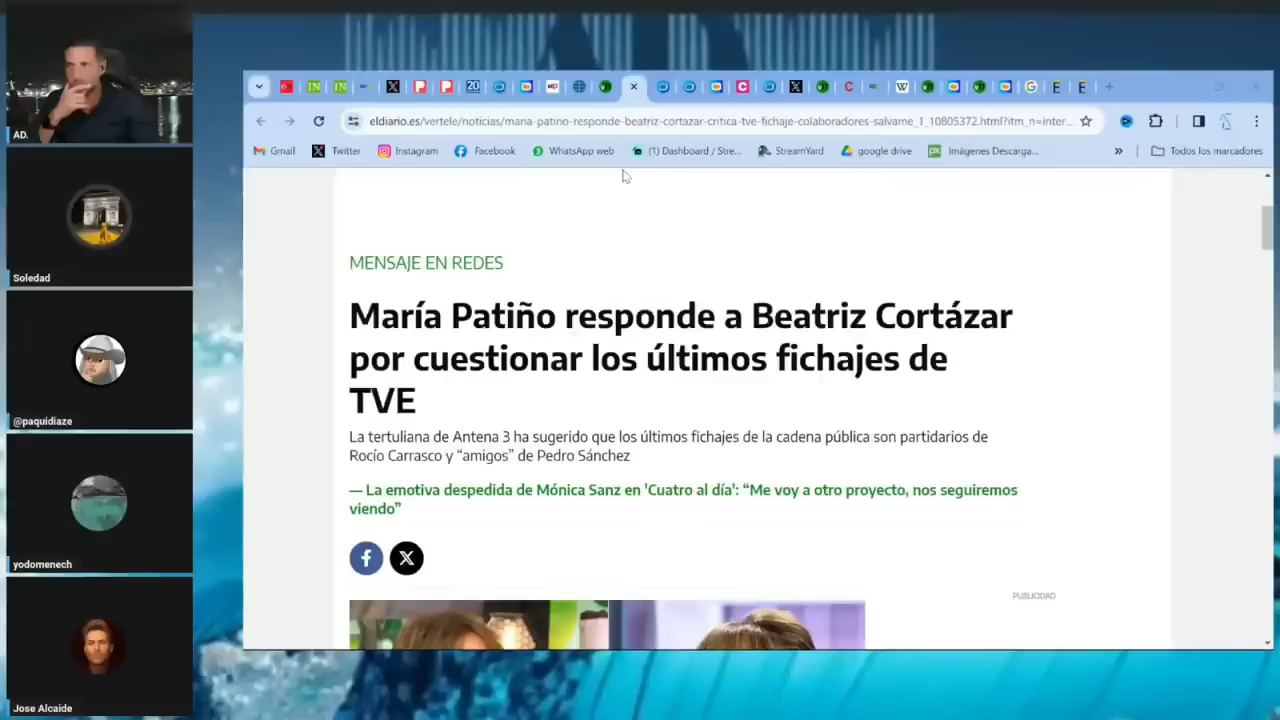 AD.
Soledad
@paquidiaze
yodomenech
Jose Alcaide
eldiario.es/vertele/noticias/maria-patino-responde-beatriz-cortazar-critica-tve-fichaje-colaboradores-salvame_1_10805372.html?itm_n=inter...
Gmail
Twitter
Instagram
Facebook
WhatsApp web
(1) Dashboard / Stre...
StreamYard
google drive
Imágenes Descarga...
»
Todos los marcadores
MENSAJE EN REDES
María Patiño responde a Beatriz Cortázar
por cuestionar los últimos fichajes de
TVE
La tertuliana de Antena 3 ha sugerido que los últimos fichajes de la cadena pública son partidarios de
Rocío Carrasco y “amigos” de Pedro Sánchez
— La emotiva despedida de Mónica Sanz en 'Cuatro al día': “Me voy a otro proyecto, nos seguiremos
viendo”
PUBLICIDAD